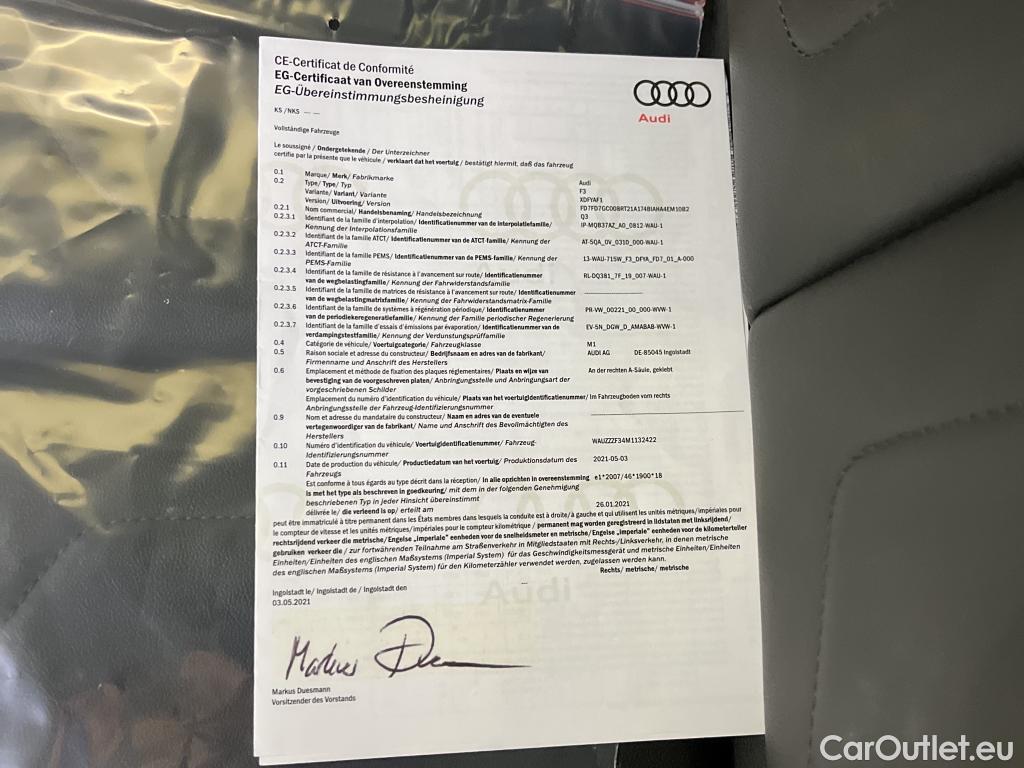 CE-Certificat de Conformité
EG-Certificaat van Overeenstemming
EG-Übereinstimmungsbesheinigung
Audi
KS /NKS — —
Vollständige Fahrzeuge
Le soussigné / Ondergetekende / Der Unterzeichner
certifie par la présente que le véhicule / verklaart dat het voertuig / bestätigt hiermit, daß das fahrzeug
0.1 Marque/ Merk/ Fabrikmarke Audi
0.2 Type/ Type/ Typ F3
Variante/ Variant/ Variante XDFYAF1
Version/ Uitvoering/ Version FD7FD7GC008RT21A174BIAHA4EM10B2
0.2.1 Nom commercial/ Handelsbenaming/ Handelsbezeichnung Q3
0.2.3.1 Identifiant de la famille d'interpolation/ Identificatienummer van de interpolatiefamilie/ IP-MQB37AZ_A0_0812-WAU-1
Kennung der Interpolationsfamilie
0.2.3.2 Identifiant de la famille ATCT/ Identificatienummer van de ATCT-familie/ Kennung der AT-5QA_0V_031D_000-WAU-1
ATCT-Familie
0.2.3.3 Identifiant de la famille PEMS/ Identificatienummer van de PEMS-familie/ Kennung der 13-WAU-715W_F3_DFYA_FD7_01_A-000
PEMS-Familie
0.2.3.4 Identifiant de la famille de résistance à l'avancement sur route/ Identificatienummer RL-DQ381_7F_19_007-WAU-1
van de wegbelastingfamilie/ Kennung der Fahrwiderstandsfamilie
0.2.3.5 Identifiant de la famille de matrices de résistance à l'avancement sur route/ Identificatienummer
van de wegbelastingmatrixfamilie/ Kennung der Fahrwiderstandsmatrix-Familie
0.2.3.6 Identifiant de la famille de systèmes à régénération périodique/ Identificatienummer PR-VW_00221_00_000-WVW-1
van de periodiekeregeneratiefamilie/ Kennung der Familie periodischer Regenerierung
0.2.3.7 Identifiant de la famille d'essais d'émissions par évaporation/ Identificatienummer van de EV-5N_DGW_D_AMABAB-WVW-1
verdampingstestfamilie/ Kennung der Verdunstungsprüffamilie
0.4 Catégorie de véhicule/ Voertuigcategorie/ Fahrzeugklasse M1
0.5 Raison sociale et adresse du constructeur/ Bedrijfsnaam en adres van de fabrikant/ AUDI AG DE-85045 Ingolstadt
Firmenname und Anschrift des Herstellers
0.6 Emplacement et méthode de fixation des plaques réglementaires/ Plaats en wijze van An der rechten A-Säule, geklebt
bevestiging van de voorgeschreven platen/ Anbringungsstelle und Anbringungsart der
vorgeschriebenen Schilder
Emplacement du numéro d'identification du véhicule/ Plaats van het voertuigidentificatienummer/ Im Fahrzeugboden vorn rechts
Anbringungsstelle der Fahrzeug-Identifizierungsnummer
0.9 Nom et adresse du mandataire du constructeur/ Naam en adres van de eventuele
vertegenwoordiger van de fabrikant/ Name und Anschrift des Bevollmächtigten des
Herstellers
0.10 Numéro d'identification du véhicule/ Voertuigidentificatienummer/ Fahrzeug- WAUZZZF34M1132422
Identifizierungsnummer
0.11 Date de production du véhicule/ Productiedatum van het voertuig/ Produktionsdatum des 2021-05-03
Fahrzeugs
Est conforme à tous égards au type décrit dans la réception/ In alle opzichten in overeenstemming e1*2007/46*1900*18
is met het type als beschreven in goedkeuring/ mit dem in der folgenden Genehmigung
beschriebenen Typ in jeder Hinsicht übereinstimmt
délivrée le/ die verleend is op/ erteilt am 26.01.2021
peut être immatriculé à titre permanent dans les États membres dans lesquels la conduite est à droite/à gauche et qui utilisent les unités métriques/impériales pour
le compteur de vitesse et les unités métriques/impériales pour le compteur kilométrique / permanent mag worden geregistreerd in lidstaten met linksrijdend/
rechtsrijdend verkeer die metrische/Engelse „imperiale" eenheden voor de snelheidsmeter en metrische/Engelse „imperiale" eenheden voor de kilometerteller
gebruiken verkeer die / zur fortwährenden Teilnahme am Straßenverkehr in Mitgliedstaaten mit Rechts-/Linksverkehr, in denen metrische
Einheiten/Einheiten des englischen Maßsystems (Imperial System) für das Geschwindigkeitsmessgerät und metrische Einheiten/Einheiten
des englischen Maßsystems (Imperial System) für den Kilometerzähler verwendet werden, zugelassen werden kann.
Rechts/ metrische/ metrische
Ingolstadt le/ Ingolstadt de / Ingolstadt den
03.05.2021
Audi
Markus Duesmann
Vorsitzender des Vorstands
CarOutlet.eu